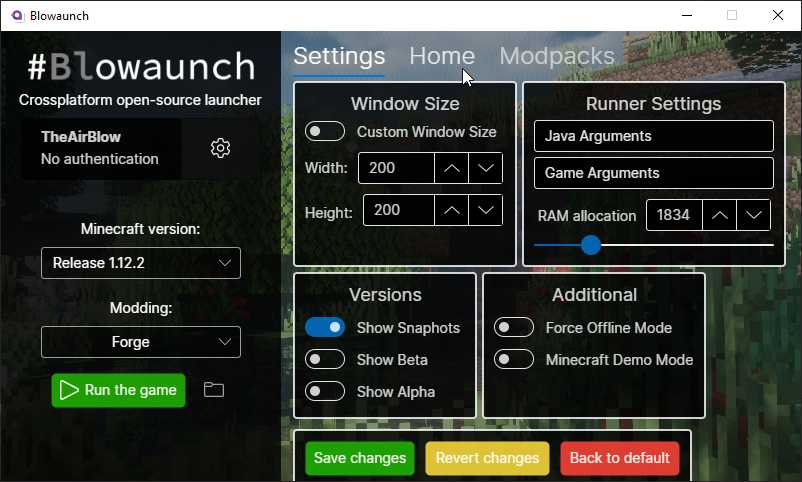 Blowaunch
#Blowaunch
Crossplatform open-source launcher
TheAirBlow
No authentication
Minecraft version:
Release 1.12.2
Modding:
Forge
Run the game
Settings Home Modpacks
Window Size
Custom Window Size
Width: 200
Height: 200
Runner Settings
Java Arguments
Game Arguments
RAM allocation 1834
Versions
Show Snaphots
Show Beta
Show Alpha
Additional
Force Offline Mode
Minecraft Demo Mode
Save changes Revert changes Back to default